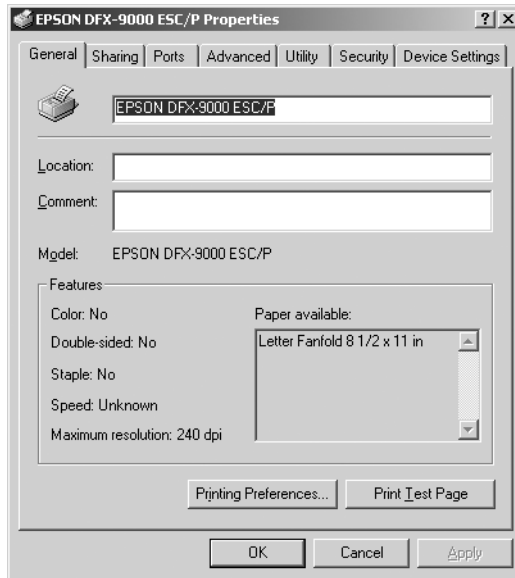 EPSON DFX-9000 ESC/P Properties
General Sharing Ports Advanced Utility Security Device Settings
EPSON DFX-9000 ESC/P
Location:
Comment:
Model: EPSON DFX-9000 ESC/P
Features
Color: No
Double-sided: No
Staple: No
Speed: Unknown
Maximum resolution: 240 dpi
Paper available:
Letter Fanfold 8 1/2 x 11 in
Printing Preferences... Print Test Page
OK Cancel Apply